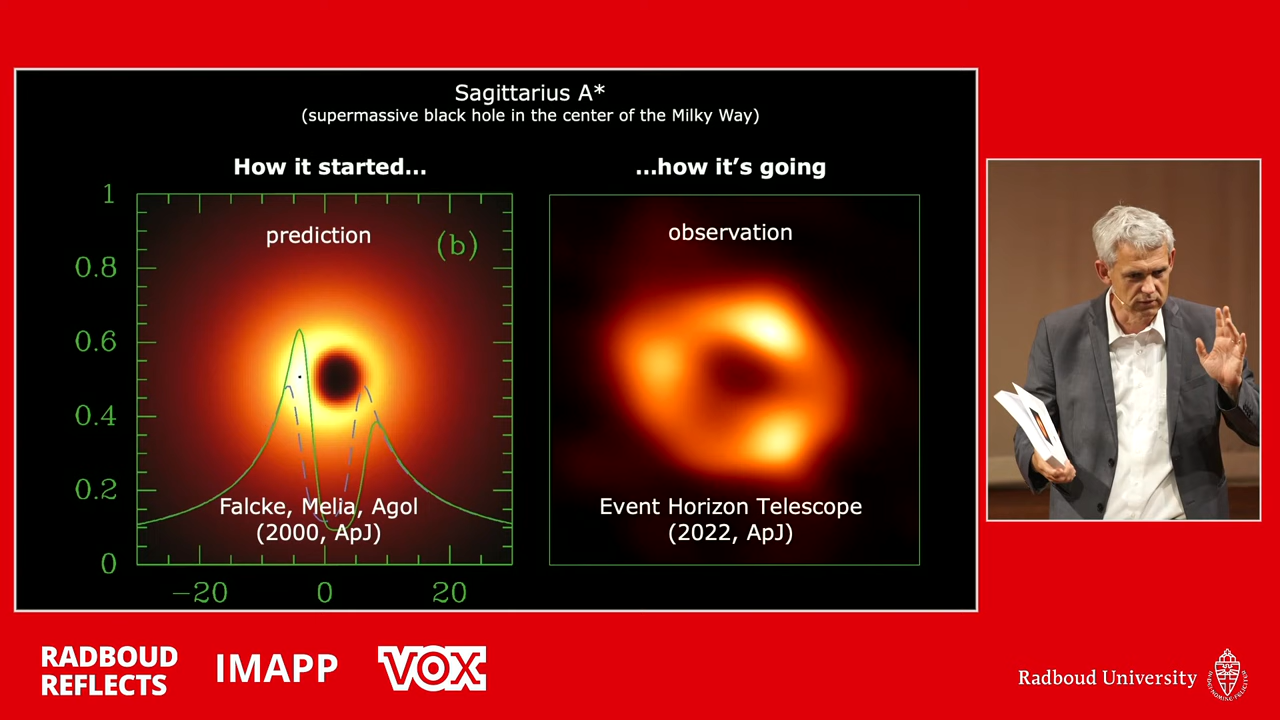 Sagittarius A*
(supermassive black hole in the center of the Milky Way)
How it started...
...how it’s going
1
0.8
0.6
0.4
0.2
0
−20
0
20
prediction
(b)
Falcke, Melia, Agol
(2000, ApJ)
observation
Event Horizon Telescope
(2022, ApJ)
RADBOUD
REFLECTS
IMAPP
VOX
Radboud University